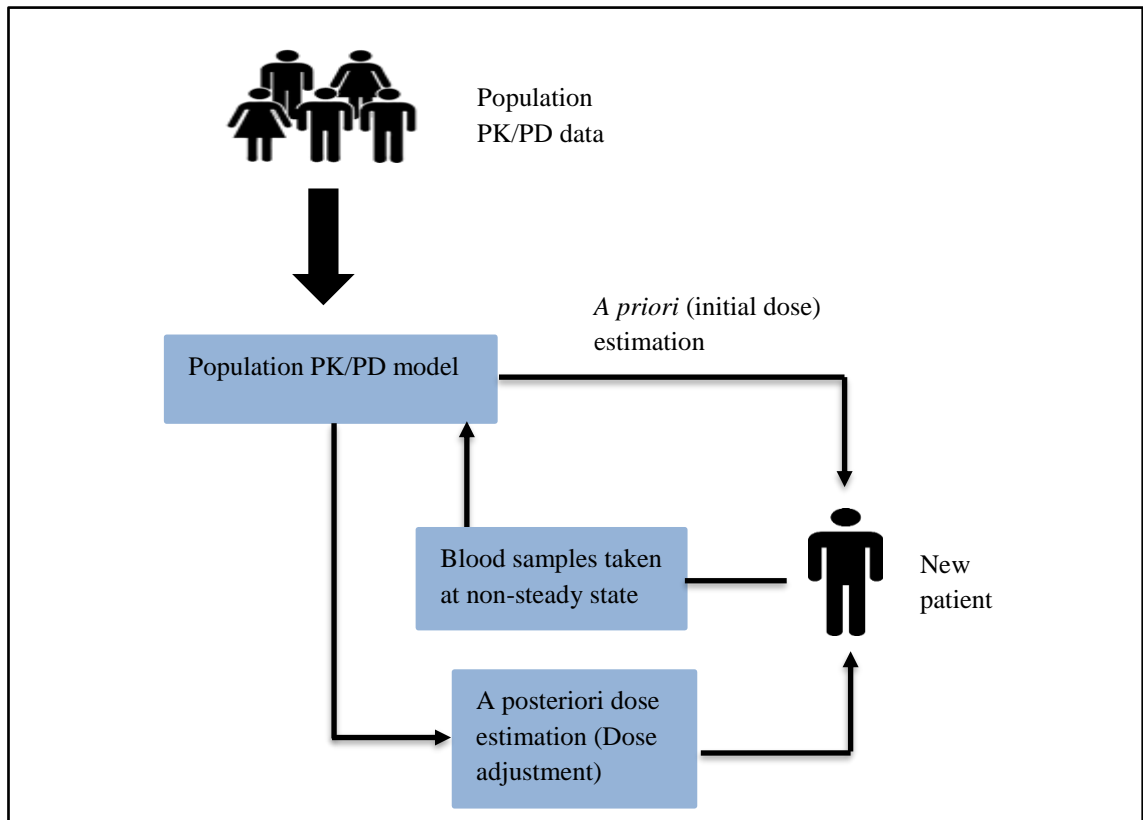 Population
PK/PD data
A priori (initial dose)
estimation
Population PK/PD model
Blood samples taken
at non-steady state
New
patient
A posteriori dose
estimation (Dose
adjustment)